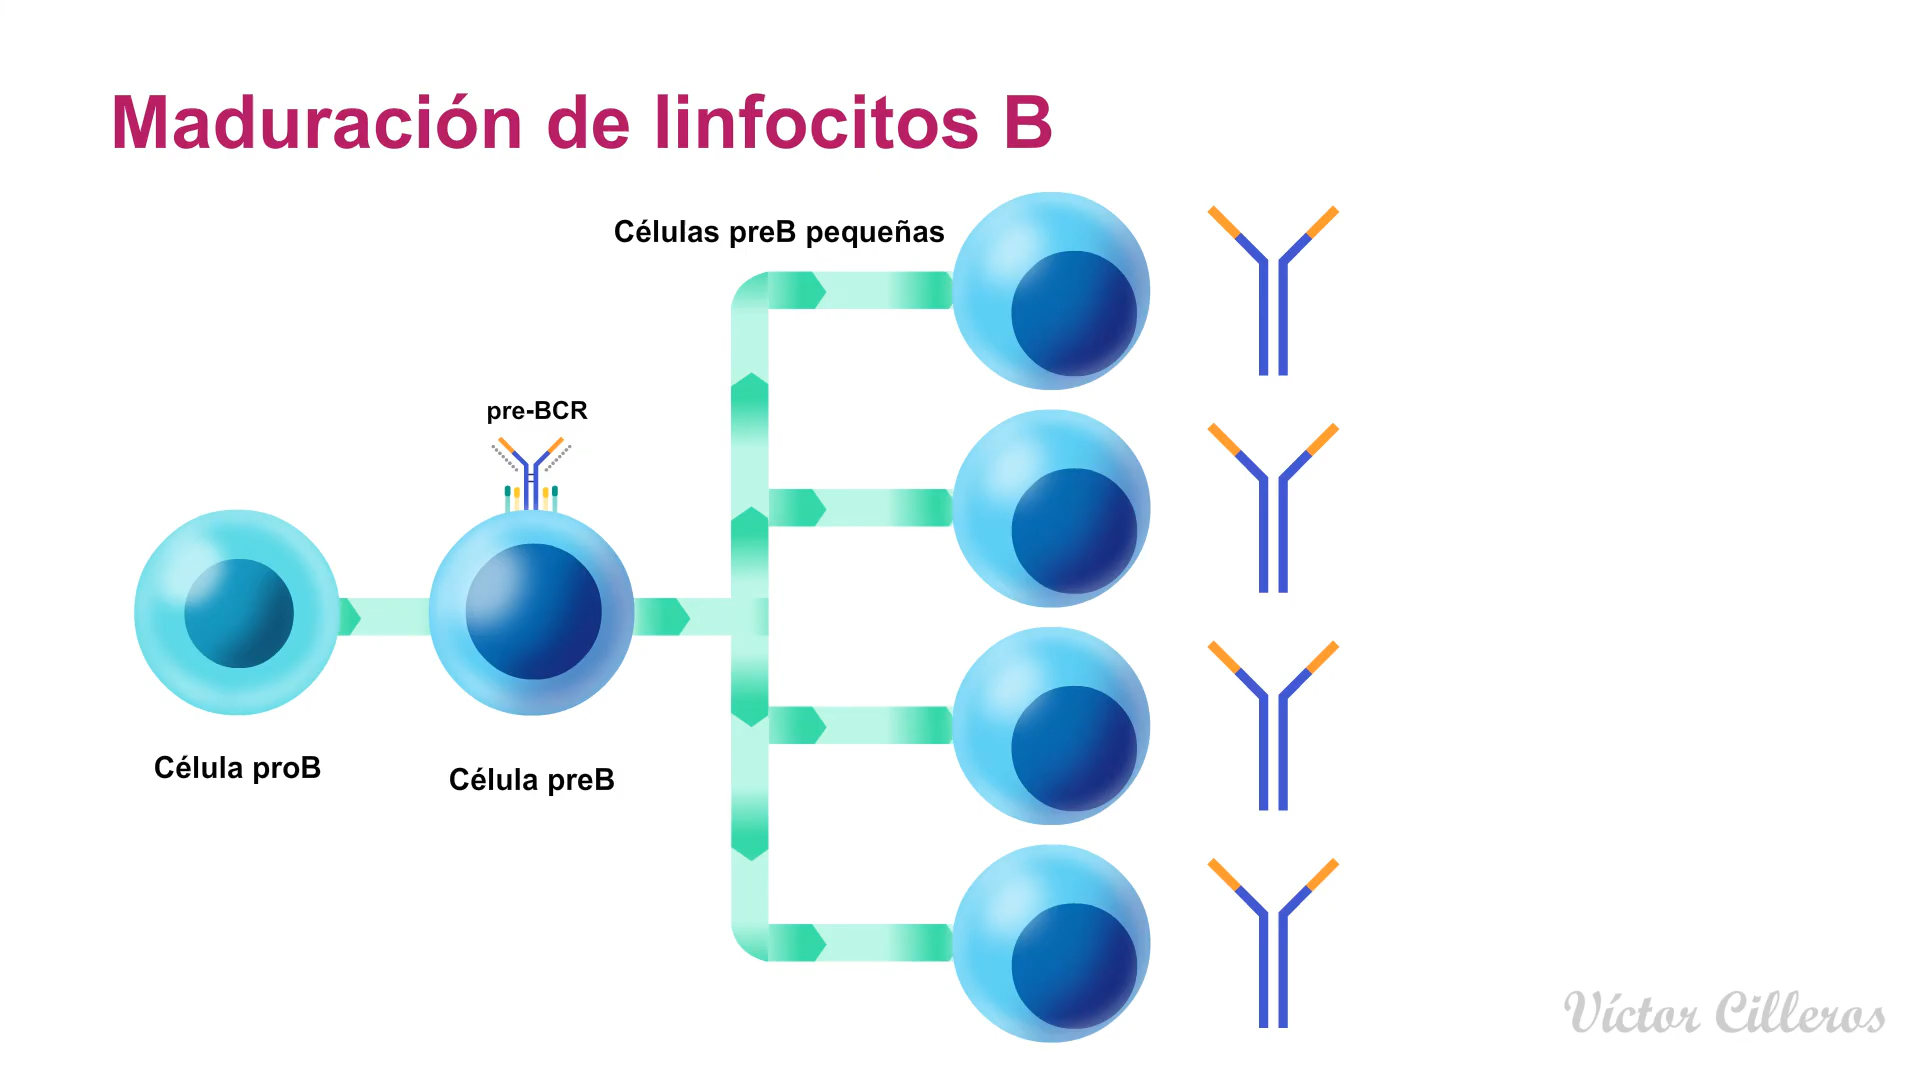 Maduración de linfocitos B
Células preB pequeñas
pre-BCR
Célula proB
Célula preB
Víctor Cilleros